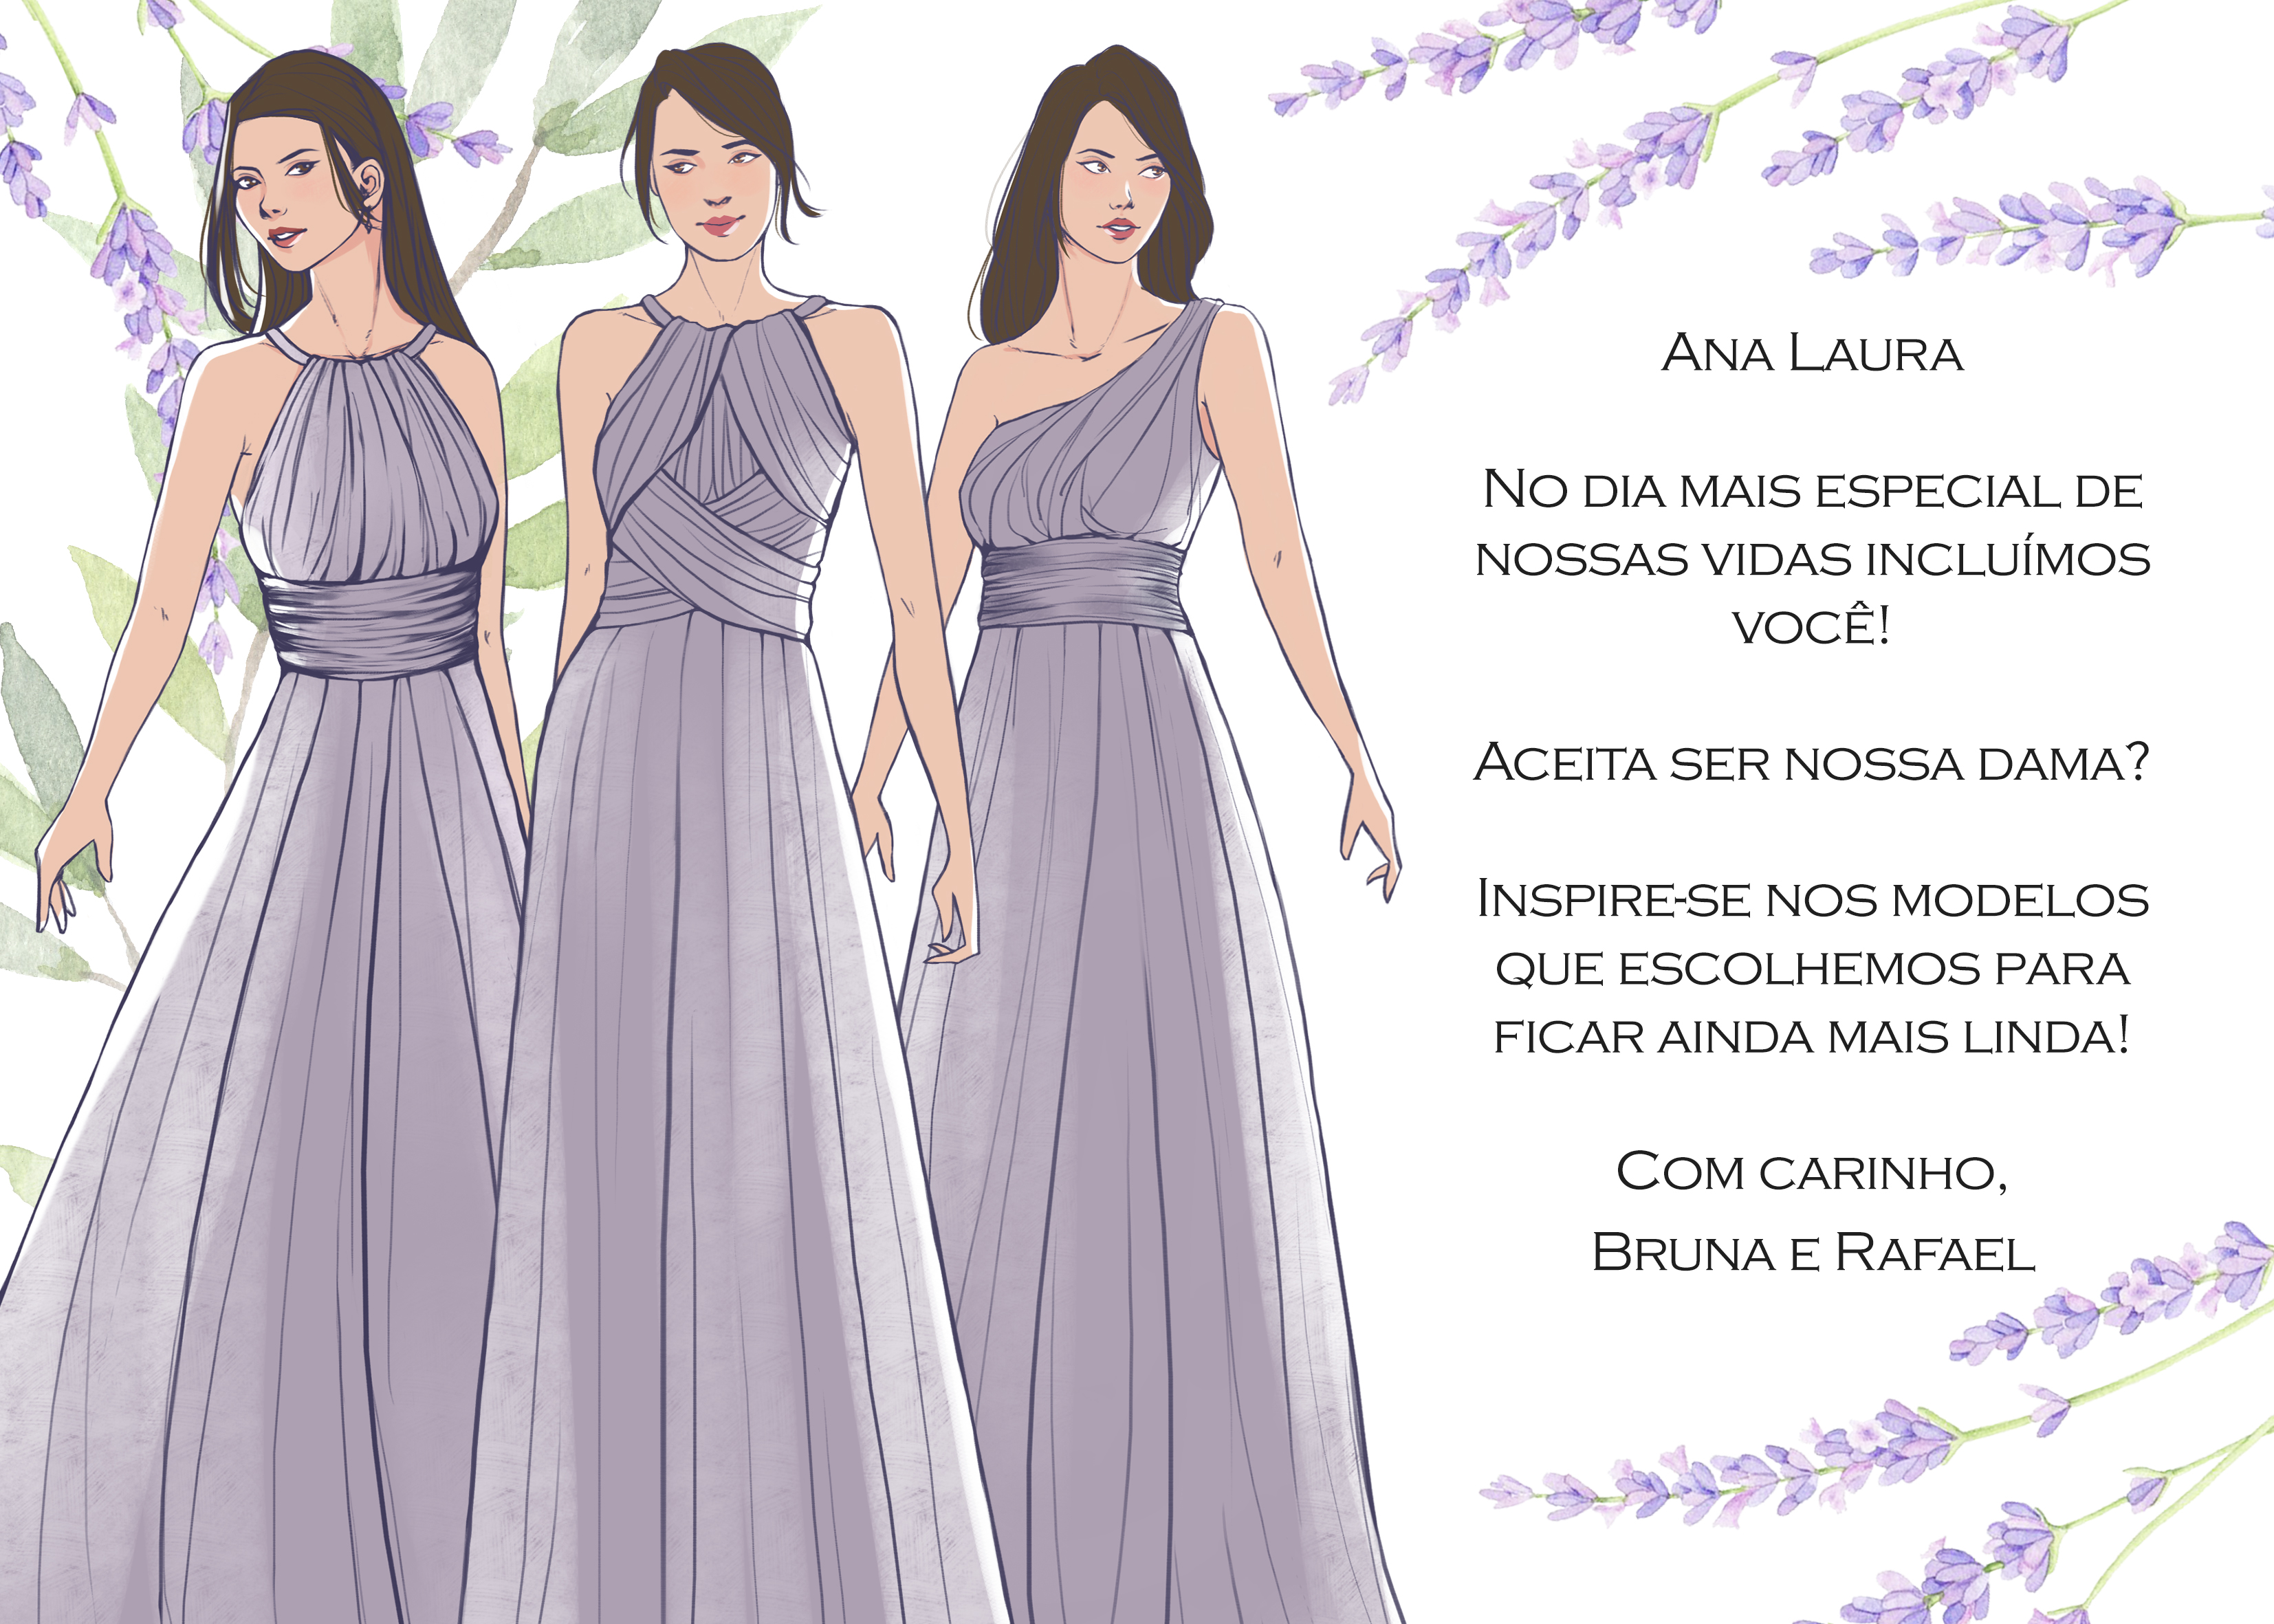 Ana Laura
No dia mais especial de
nossas vidas incluímos
você!
Aceita ser nossa dama?
Inspire-se nos modelos
que escolhemos para
ficar ainda mais linda!
Com carinho,
Bruna e Rafael